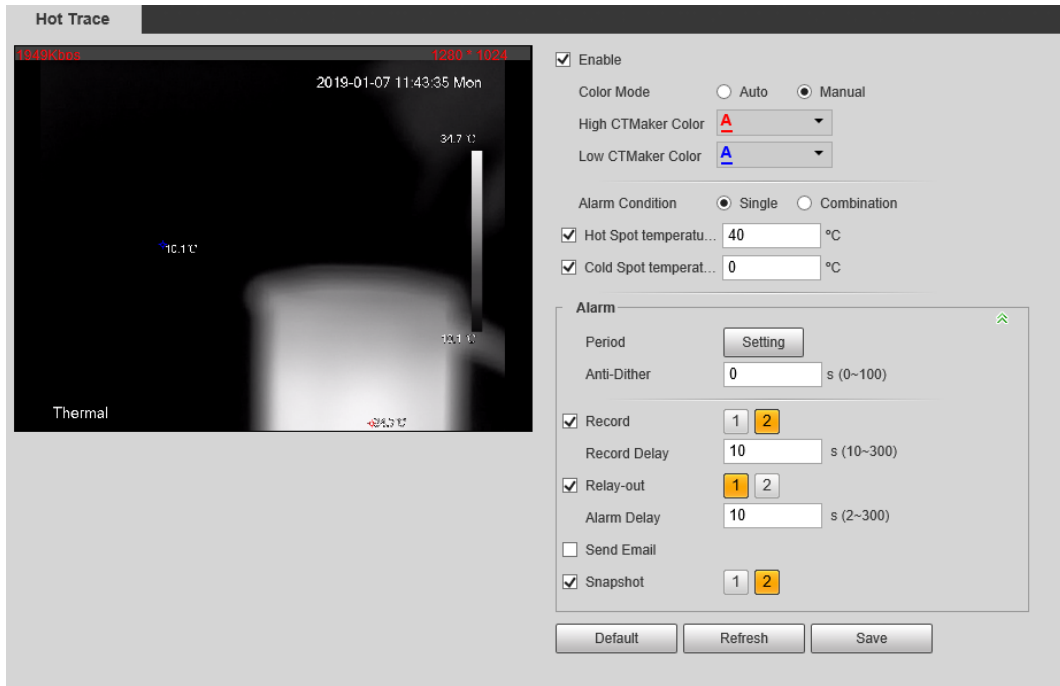 Hot Trace
1949Kbps 1280 * 1024
2019-01-07 11:43:35 Mon
34.7 ℃
10.1℃
Thermal
Enable
Color Mode Auto Manual
High CTMaker Color A
Low CTMaker Color A
Alarm Condition Single Combination
Hot Spot temperatu... 40 °C
Cold Spot temperat... 0 °C
Alarm
Period Setting
Anti-Dither 0 s (0~100)
Record 1 2
Record Delay 10 s (10~300)
Relay-out 1 2
Alarm Delay 10 s (2~300)
Send Email
Snapshot 1 2
Default Refresh Save